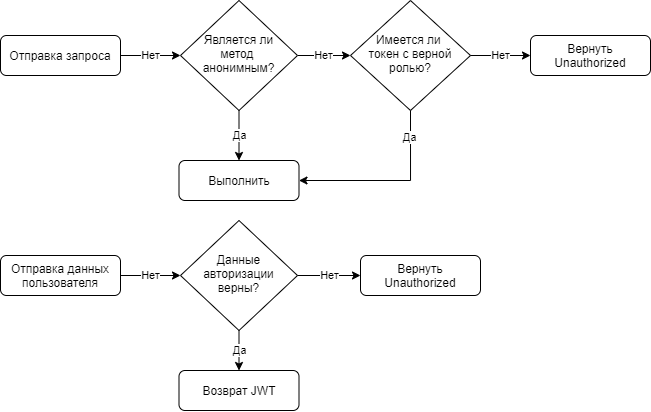 Отправка запроса
Нет
Является ли
метод
анонимным?
Нет
Имеется ли
токен с верной
ролью?
Нет
Вернуть
Unauthorized
Да
Да
Выполнить
Отправка данных
пользователя
Нет
Данные
авторизации
верны?
Нет
Вернуть
Unauthorized
Да
Возврат JWT